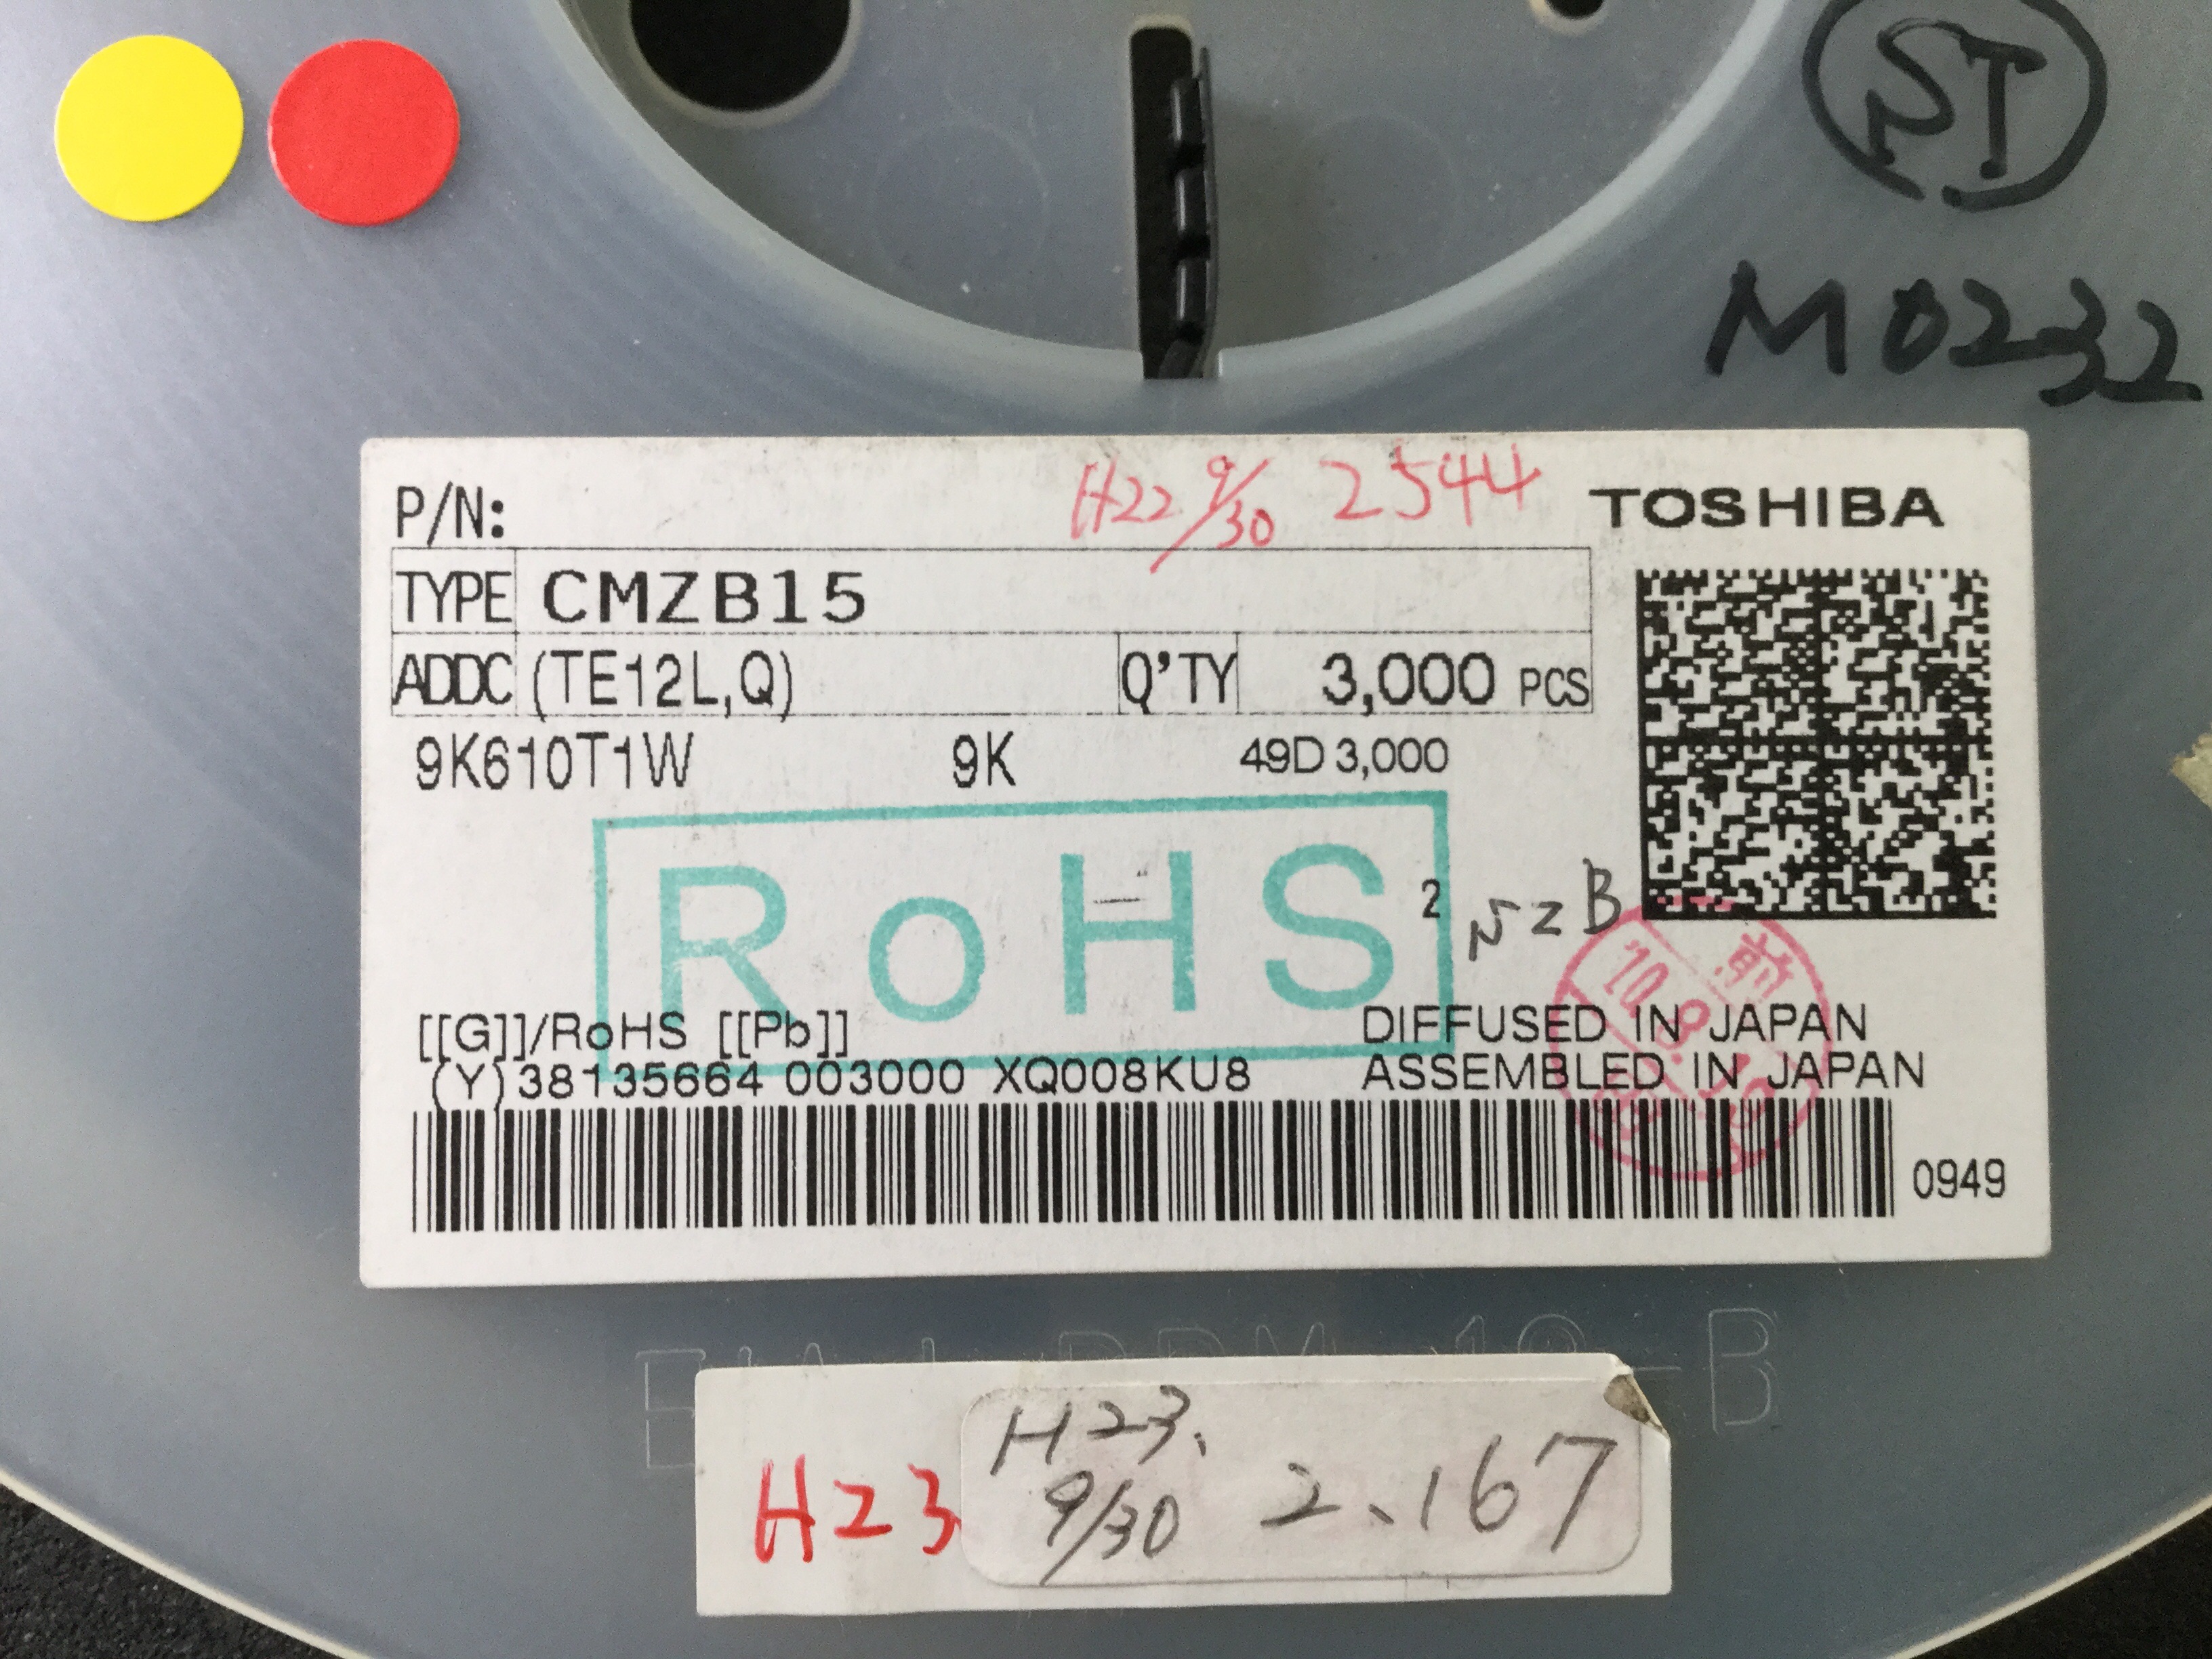 ST
M0232
P/N:
H22 9/30 2544
TOSHIBA
TYPE CMZB15
ADDC (TE12L,Q) Q'TY 3,000 PCS
9K610T1W 9K 49D 3,000
RoHS
2
[[G]]/RoHS [[Pb]]
DIFFUSED IN JAPAN
(Y)38135664 003000 XQ008KU8
ASSEMBLED IN JAPAN
0949
H23
H23.
9/30 2、167